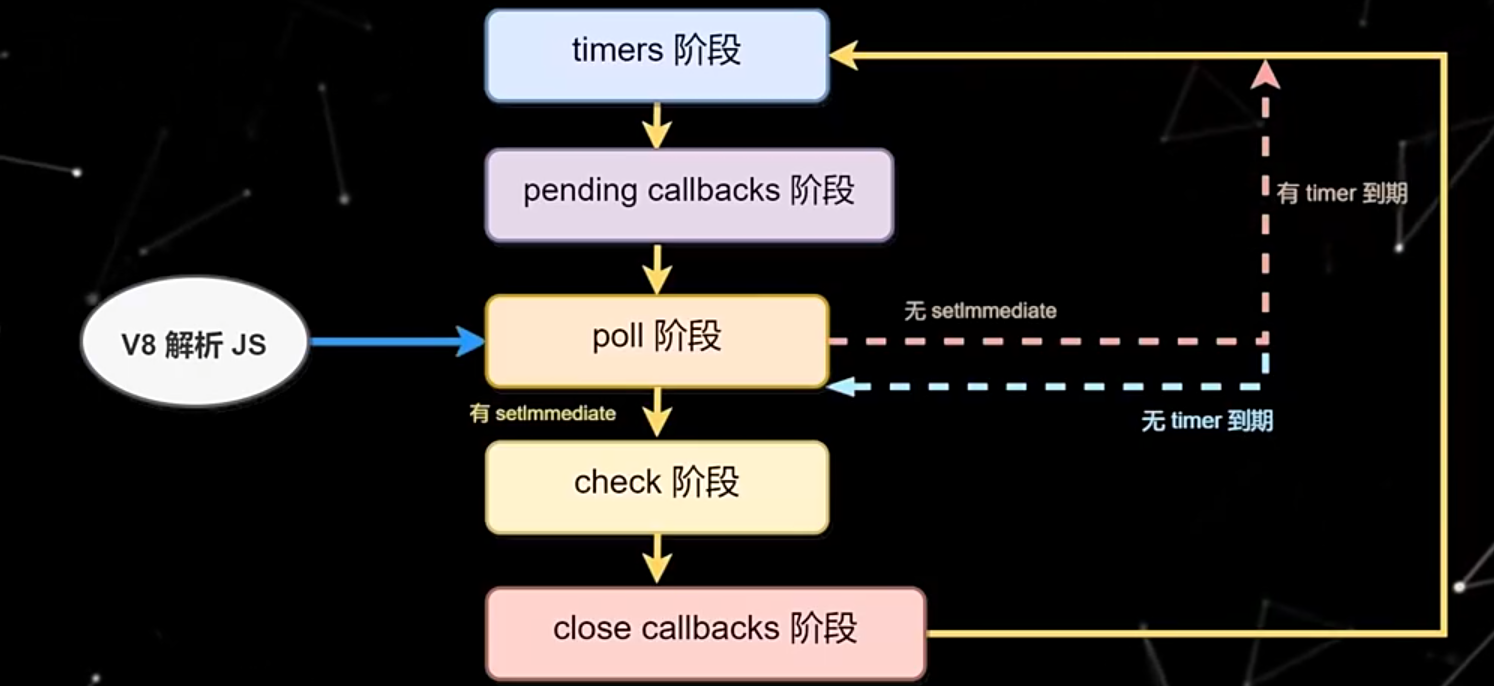 timers 阶段
pending callbacks 阶段
有 timer 到期
无 setImmediate
V8 解析 JS
poll 阶段
有 setImmediate
无 timer 到期
check 阶段
close callbacks 阶段